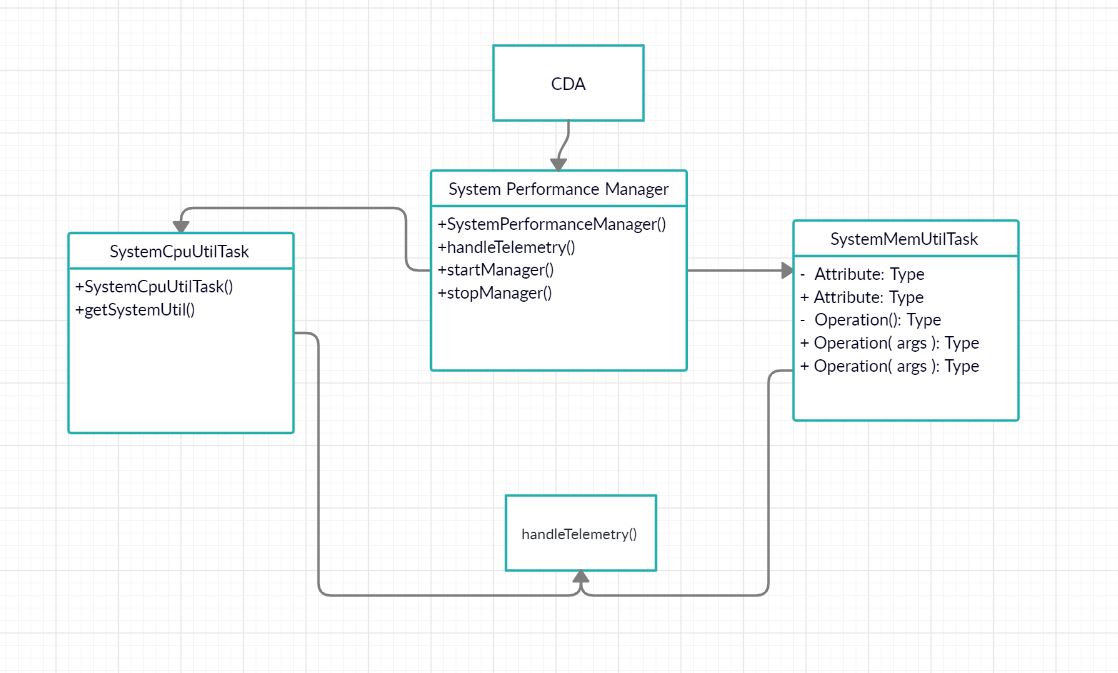 CDA
System Performance Manager
+SystemPerformanceManager()
+handleTelemetry()
+startManager()
+stopManager()
SystemCpuUtilTask
+SystemCpuUtilTask()
+getSystemUtil()
SystemMemUtilTask
- Attribute: Type
+ Attribute: Type
- Operation(): Type
+ Operation( args ): Type
+ Operation( args ): Type
handleTelemetry()